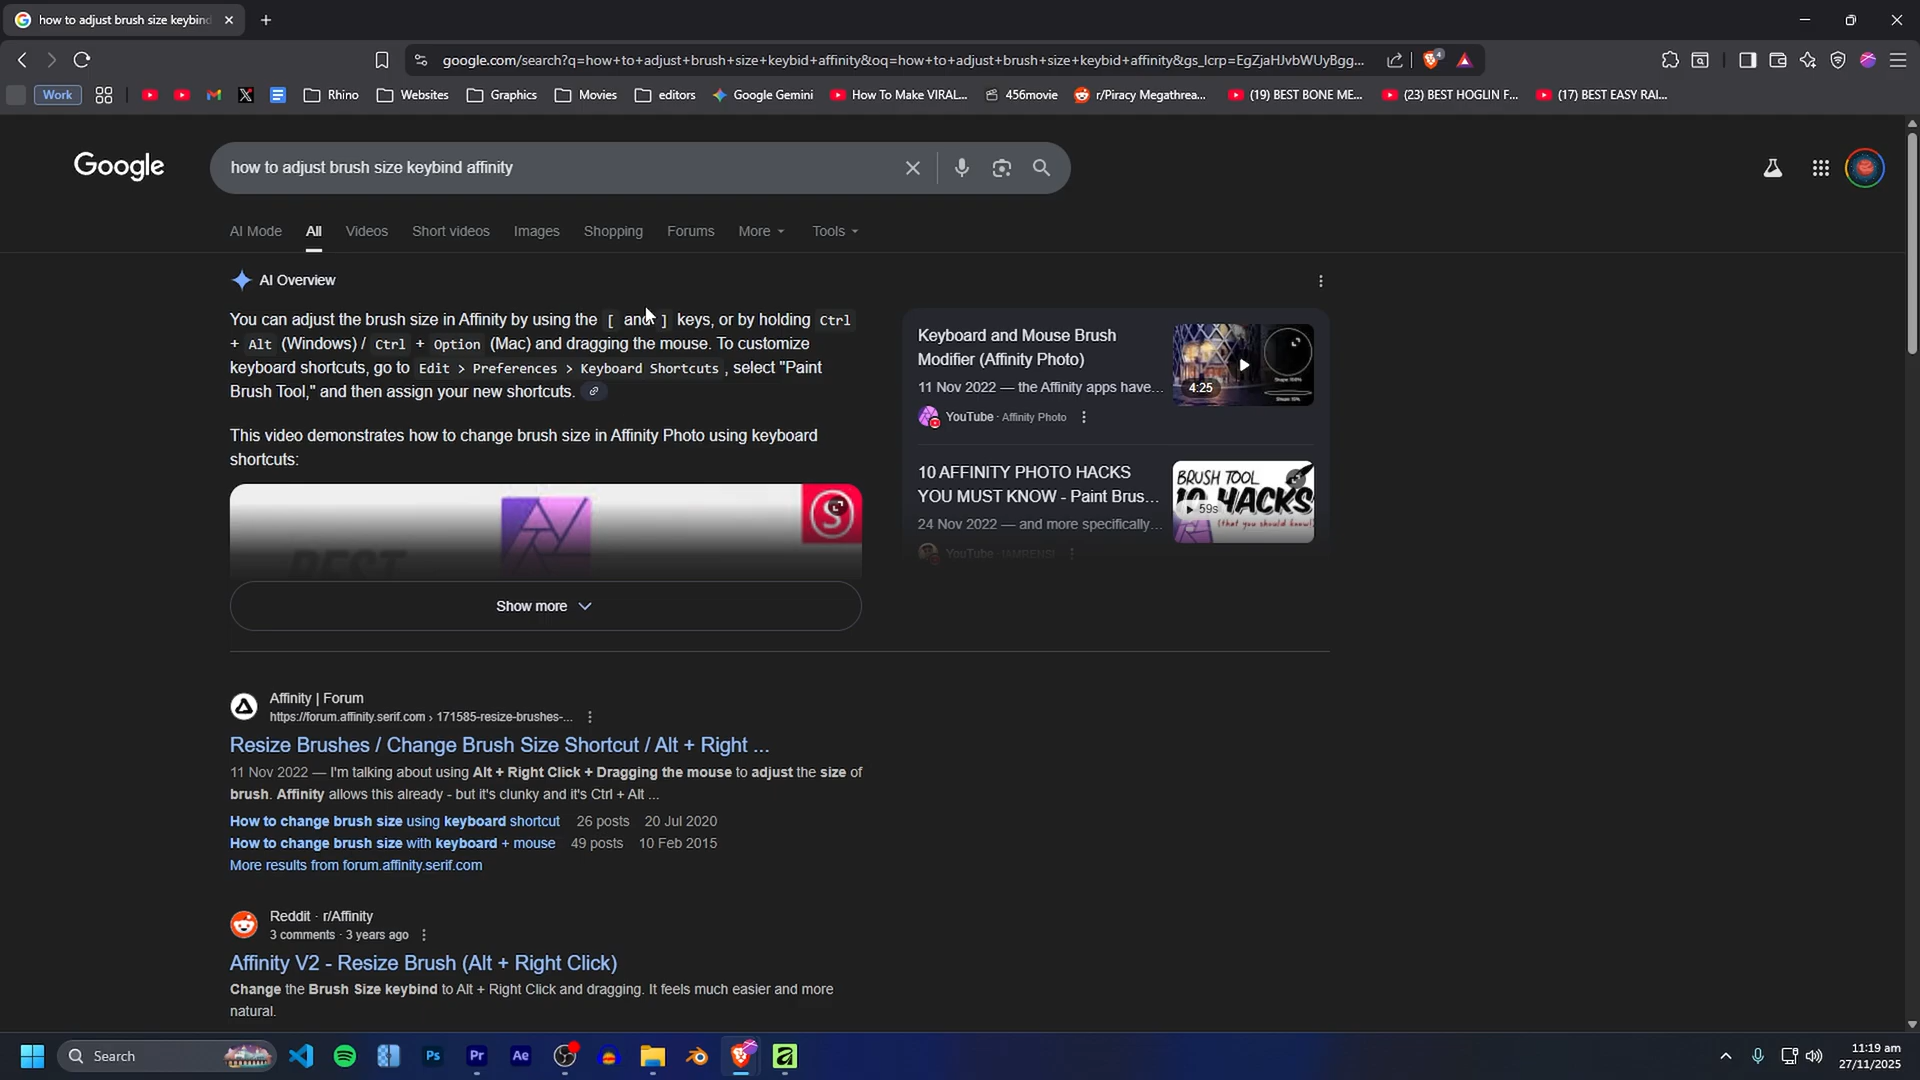 how to adjust brush size keybind
google.com/search?q=how+to+adjust+brush+size+keybid+affinity&oq=how+to+adjust+brush+size+keybid+affinity&gs_lcrp=EgZjaHJvbWUyBgg...
4
Work
Rhino
Websites
Graphics
Movies
editors
Google Gemini
How To Make VIRAL...
456movie
r/Piracy Megathrea...
(19) BEST BONE ME...
(23) BEST HOGLIN F...
(17) BEST EASY RAI...
Google
how to adjust brush size keybind affinity
AI Mode
All
Videos
Short videos
Images
Shopping
Forums
More
Tools
AI Overview
You can adjust the brush size in Affinity by using the [ and ] keys, or by holding Ctrl
+ Alt (Windows) / Ctrl + Option (Mac) and dragging the mouse. To customize
keyboard shortcuts, go to Edit > Preferences > Keyboard Shortcuts, select "Paint
Brush Tool," and then assign your new shortcuts.
This video demonstrates how to change brush size in Affinity Photo using keyboard
shortcuts:
BEST
S
Show more
Keyboard and Mouse Brush
Modifier (Affinity Photo)
11 Nov 2022 — the Affinity apps have...
YouTube · Affinity Photo
4:25
10 AFFINITY PHOTO HACKS
YOU MUST KNOW - Paint Brus...
24 Nov 2022 — and more specifically...
YouTube · IAMRENSI
BRUSH TOOL
10 HACKS
59s
(that you should know!)
Affinity | Forum
https://forum.affinity.serif.com › 171585-resize-brushes-...
Resize Brushes / Change Brush Size Shortcut / Alt + Right ...
11 Nov 2022 — I'm talking about using Alt + Right Click + Dragging the mouse to adjust the size of
brush. Affinity allows this already - but it's clunky and it's Ctrl + Alt ...
How to change brush size using keyboard shortcut 26 posts 20 Jul 2020
How to change brush size with keyboard + mouse 49 posts 10 Feb 2015
More results from forum.affinity.serif.com
Reddit · r/Affinity
3 comments · 3 years ago
Affinity V2 - Resize Brush (Alt + Right Click)
Change the Brush Size keybind to Alt + Right Click and dragging. It feels much easier and more
natural.
Search
Ps
Pr
Ae
11:19 am
27/11/2025